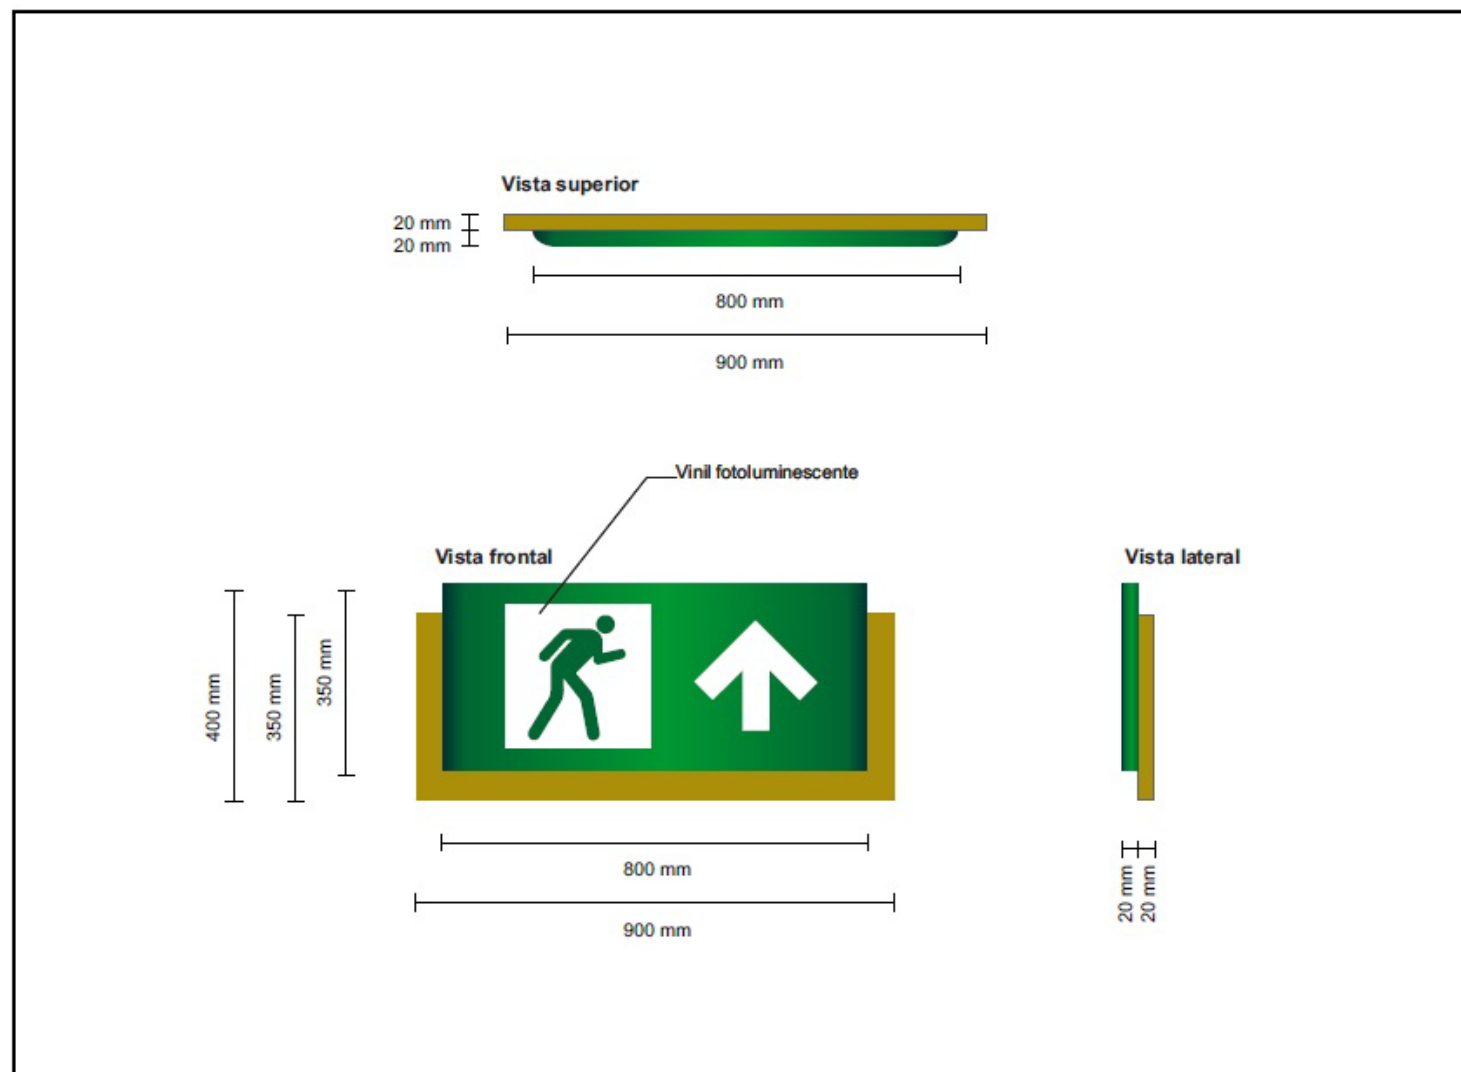 Vista superior
20 mm
20 mm
800 mm
900 mm
Vinil fotoluminescente
Vista frontal
Vista lateral
400 mm
350 mm
350 mm
800 mm
900 mm
20 mm
20 mm